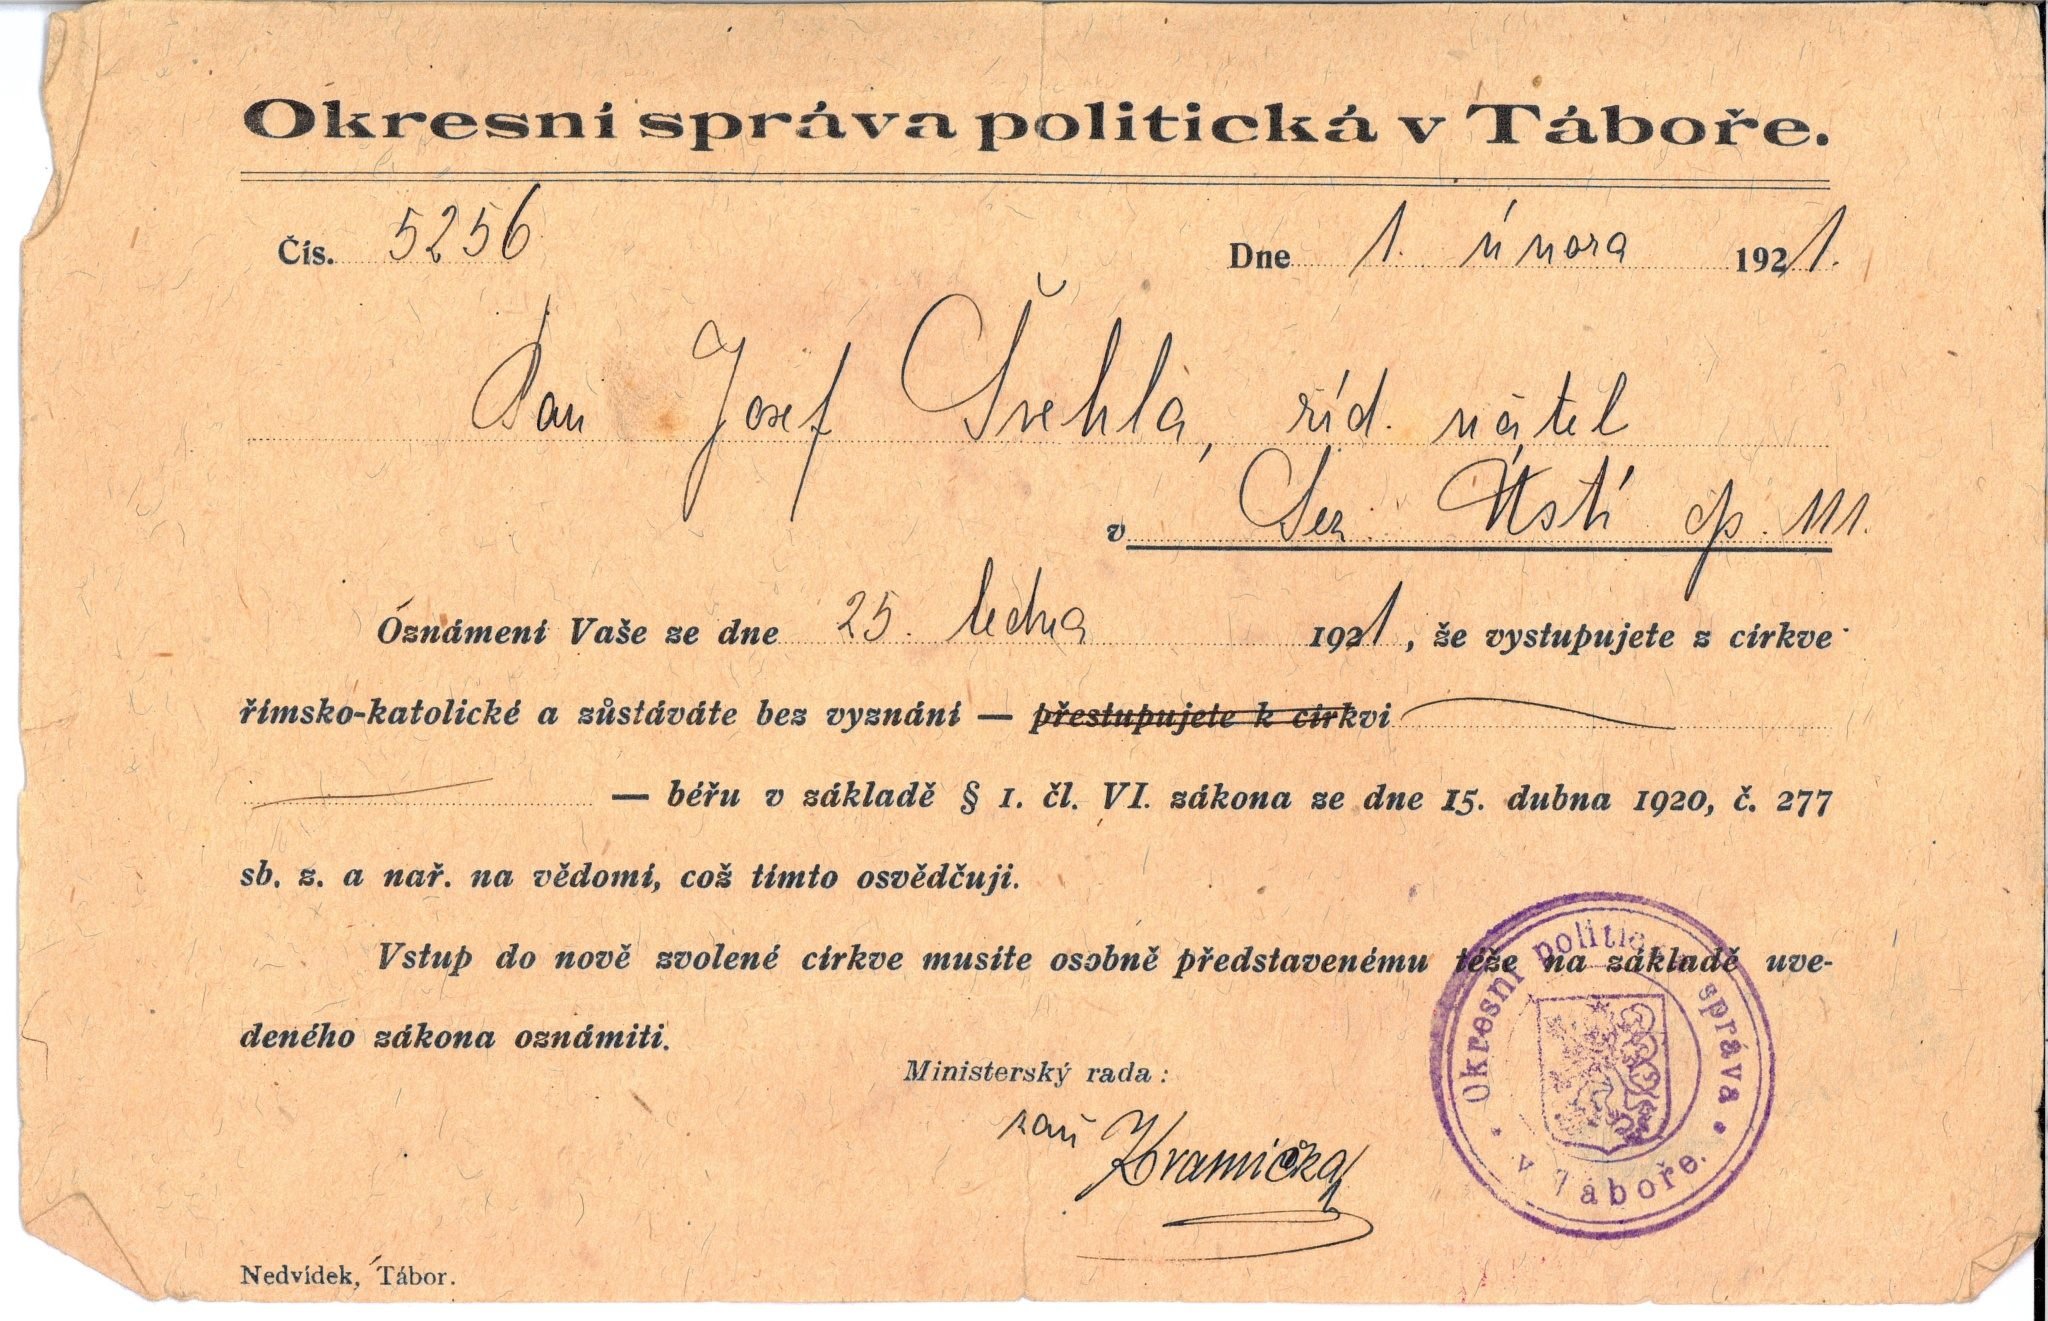 Okresní správa politická v Táboře.
Čís. 5256 Dne 1. února 1921.
Pan Josef Švehla, říd. učitel
v Sez. Ústí čp. 111.
Oznámení Vaše ze dne 25. ledna 1921, že vystupujete z církve
římsko-katolické a zůstáváte bez vyznání — přestupujete k církvi
— béřu v základě § 1. čl. VI. zákona ze dne 15. dubna 1920, č. 277
sb. z. a nař. na vědomí, což tímto osvědčuji.
Vstup do nově zvolené církve musíte osobně představenému téže na základě uve-
deného zákona oznámiti.
Ministerský rada:
Nedvídek, Tábor.
Okresní politická správa
v Táboře.